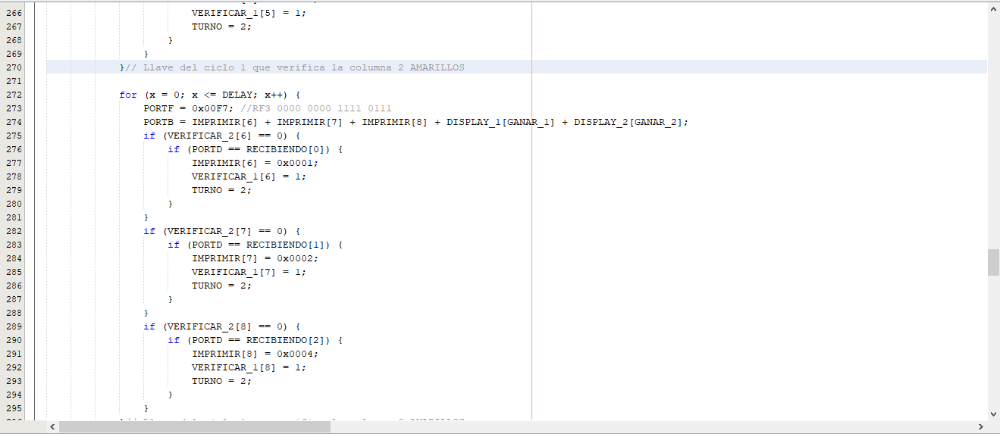 266 VERIFICAR_1[5] = 1;
267 TURNO = 2;
268 }
269 }
270 }// Llave del ciclo 1 que verifica la columna 2 AMARILLOS
271
272 for (x = 0; x <= DELAY; x++) {
273 PORTF = 0x00F7; //RF3 0000 0000 1111 0111
274 PORTB = IMPRIMIR[6] + IMPRIMIR[7] + IMPRIMIR[8] + DISPLAY_1[GANAR_1] + DISPLAY_2[GANAR_2];
275 if (VERIFICAR_2[6] == 0) {
276 if (PORTD == RECIBIENDO[0]) {
277 IMPRIMIR[6] = 0x0001;
278 VERIFICAR_1[6] = 1;
279 TURNO = 2;
280 }
281 }
282 if (VERIFICAR_2[7] == 0) {
283 if (PORTD == RECIBIENDO[1]) {
284 IMPRIMIR[7] = 0x0002;
285 VERIFICAR_1[7] = 1;
286 TURNO = 2;
287 }
288 }
289 if (VERIFICAR_2[8] == 0) {
290 if (PORTD == RECIBIENDO[2]) {
291 IMPRIMIR[8] = 0x0004;
292 VERIFICAR_1[8] = 1;
293 TURNO = 2;
294 }
295 }